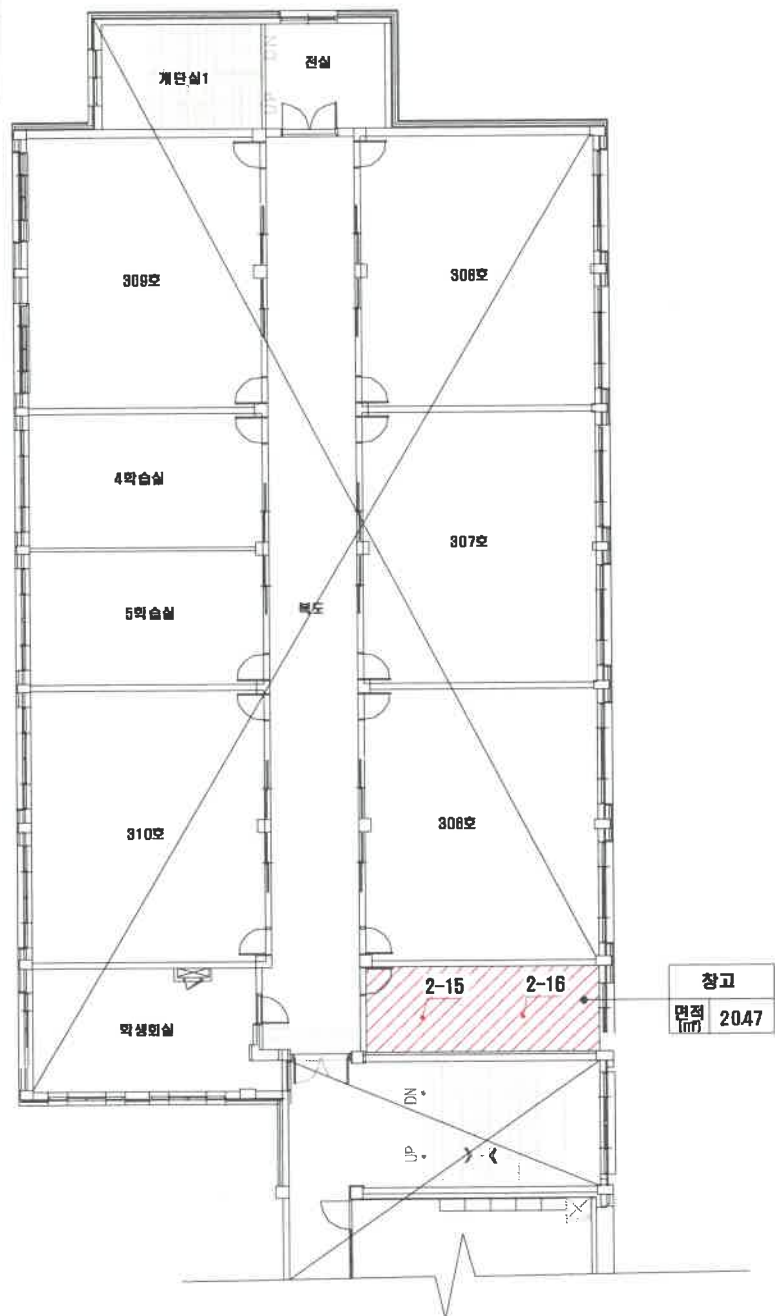 계단실1
DN
UP
전실
309호
308호
4학습실
307호
5학습실
복도
310호
306호
2-15
2-16
창고
면적
(㎡)
20.47
학생회실
DN
UP